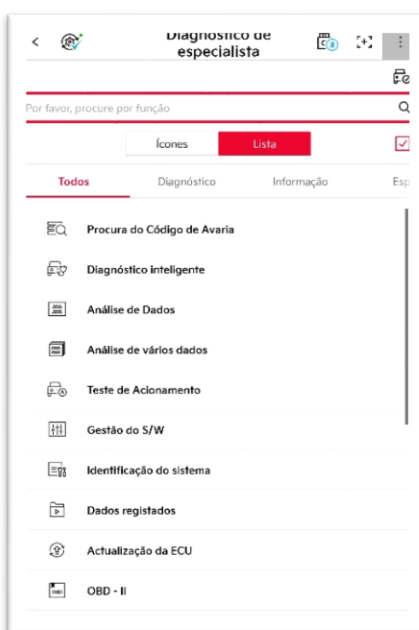 Diagnóstico de
especialista
Por favor, procure por função
Ícones
Lista
Todos
Diagnóstico
Informação
Esp
Procura do Código de Avaria
Diagnóstico inteligente
Análise de Dados
Análise de vários dados
Teste de Acionamento
Gestão do S/W
Identificação do sistema
Dados registados
Actualização da ECU
OBD - II